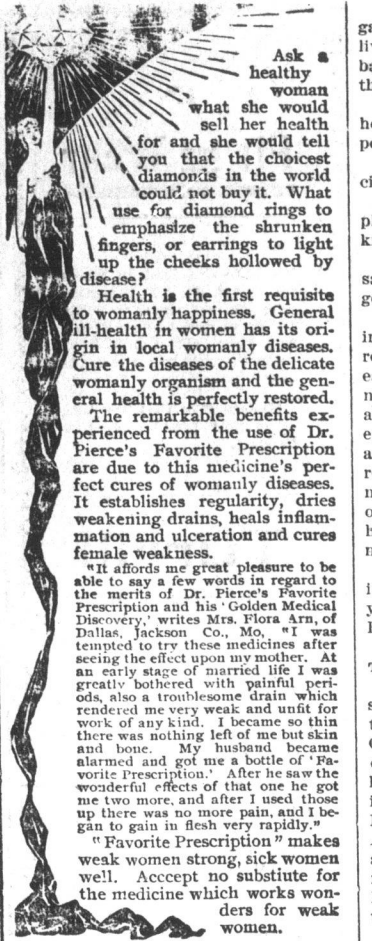 Ask a
healthy
woman
what she would
sell her health
for and she would tell
you that the choicest
diamonds in the world
could not buy it. What
use for diamond rings to
emphasize the shrunken
fingers, or earrings to light
up the cheeks hollowed by
disease?
Health is the first requisite
to womanly happiness. General
ill-health in women has its ori-
gin in local womanly diseases.
Cure the diseases of the delicate
womanly organism and the gen-
eral health is perfectly restored.
The remarkable benefits ex-
perienced from the use of Dr.
Pierce's Favorite Prescription
are due to this medicine's per-
fect cures of womanly diseases.
It establishes regularity, dries
weakening drains, heals inflam-
mation and ulceration and cures
female weakness.
"It affords me great pleasure to be
able to say a few words in regard to
the merits of Dr. Pierce's Favorite
Prescription and his 'Golden Medical
Discovery,' writes Mrs. Flora Arn, of
Dallas, Jackson Co., Mo, "I was
tempted to try these medicines after
seeing the effect upon my mother. At
an early stage of married life I was
greatly bothered with painful peri-
ods, also a troublesome drain which
rendered me very weak and unfit for
work of any kind. I became so thin
there was nothing left of me but skin
and bone. My husband became
alarmed and got me a bottle of 'Fa-
vorite Prescription.' After he saw the
wonderful effects of that one he got
me two more, and after I used those
up there was no more pain, and I be-
gan to gain in flesh very rapidly."
"Favorite Prescription" makes
weak women strong, sick women
well. Acccept no substiute for
the medicine which works won-
ders for weak
women.